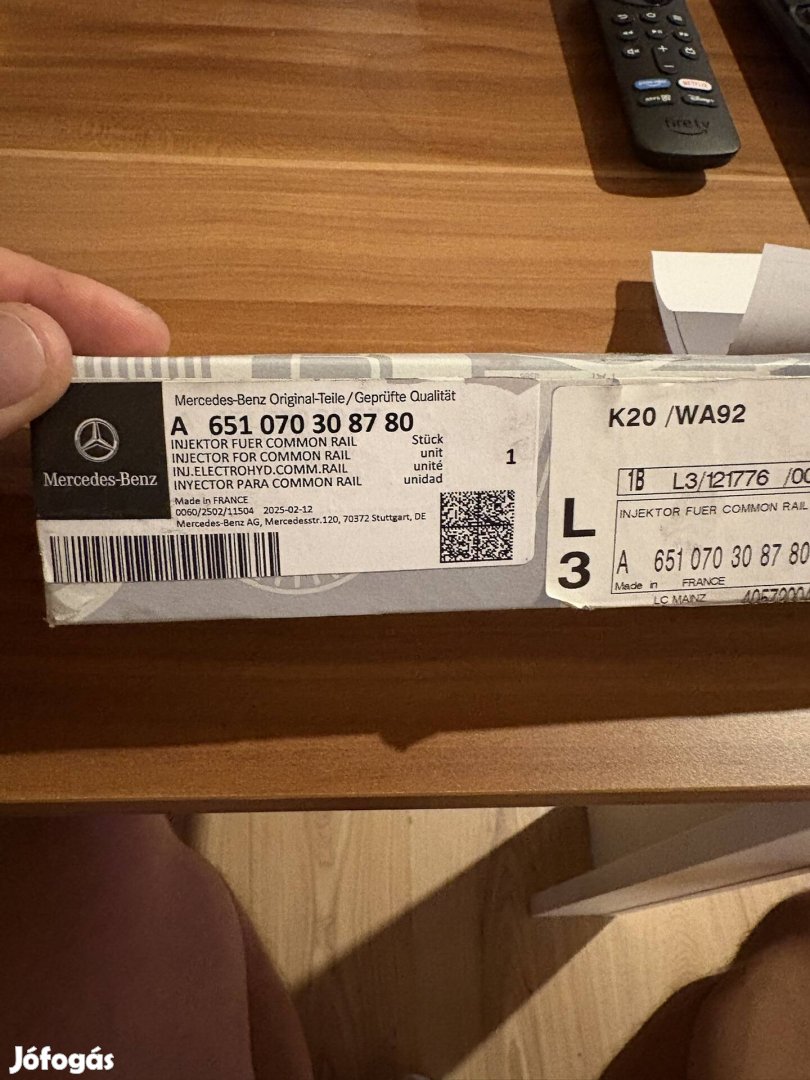 NETFLIX
fire tv
Mercedes-Benz Original-Teile/Geprüfte Qualität
A 651 070 30 87 80
INJEKTOR FUER COMMON RAIL Stück
INJECTOR FOR COMMON RAIL unit
INJ.ELECTROHYD.COMM.RAIL unité
INYECTOR PARA COMMON RAIL unidad
1
Made in FRANCE
0060/2502/11504 2025-02-12
Mercedes-Benz AG, Mercedesstr.120, 70372 Stuttgart, DE
Mercedes-Benz
K20 /WA92
1B L3/121776 /00
L
3
INJEKTOR FUER COMMON RAIL
A 651 070 30 87 80
Made in FRANCE
LC MAINZ
Jófogás